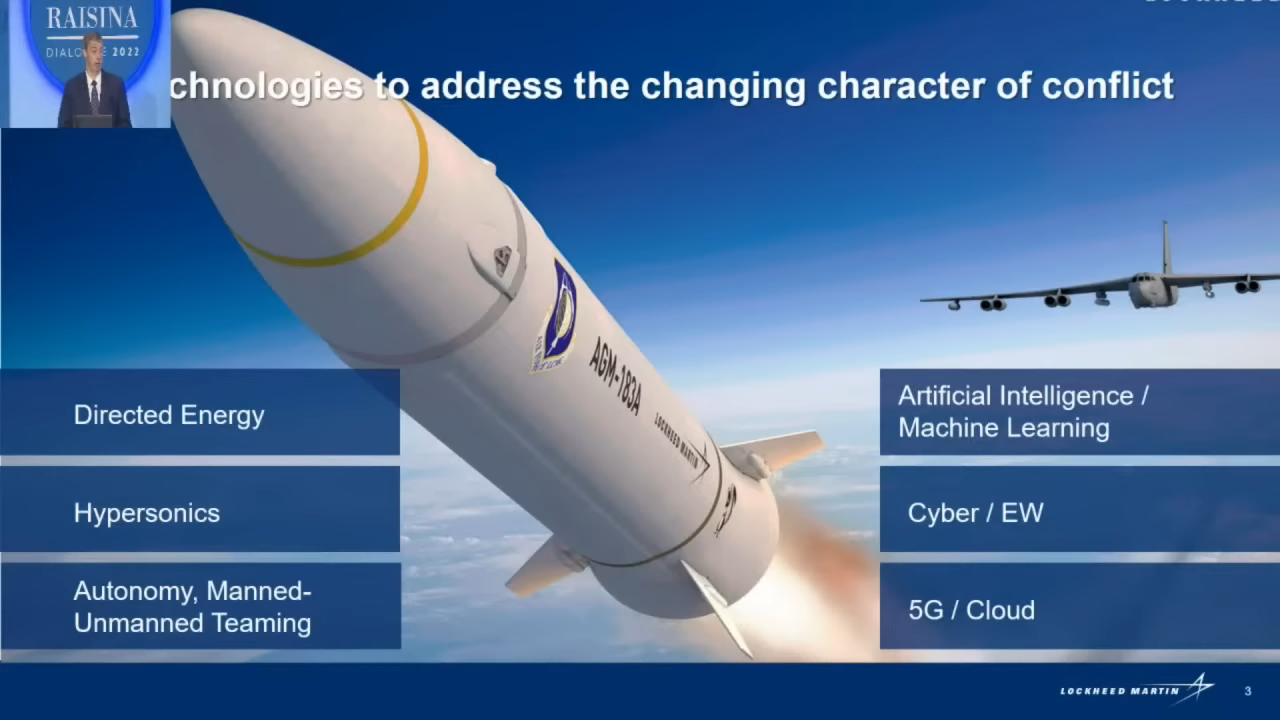 RAISINA
DIALOGUE 2022
chnologies to address the changing character of conflict
AGM-183A
LOCKHEED MARTIN
Directed Energy
Hypersonics
Autonomy, Manned-
Unmanned Teaming
Artificial Intelligence /
Machine Learning
Cyber / EW
5G / Cloud
LOCKHEED MARTIN
3